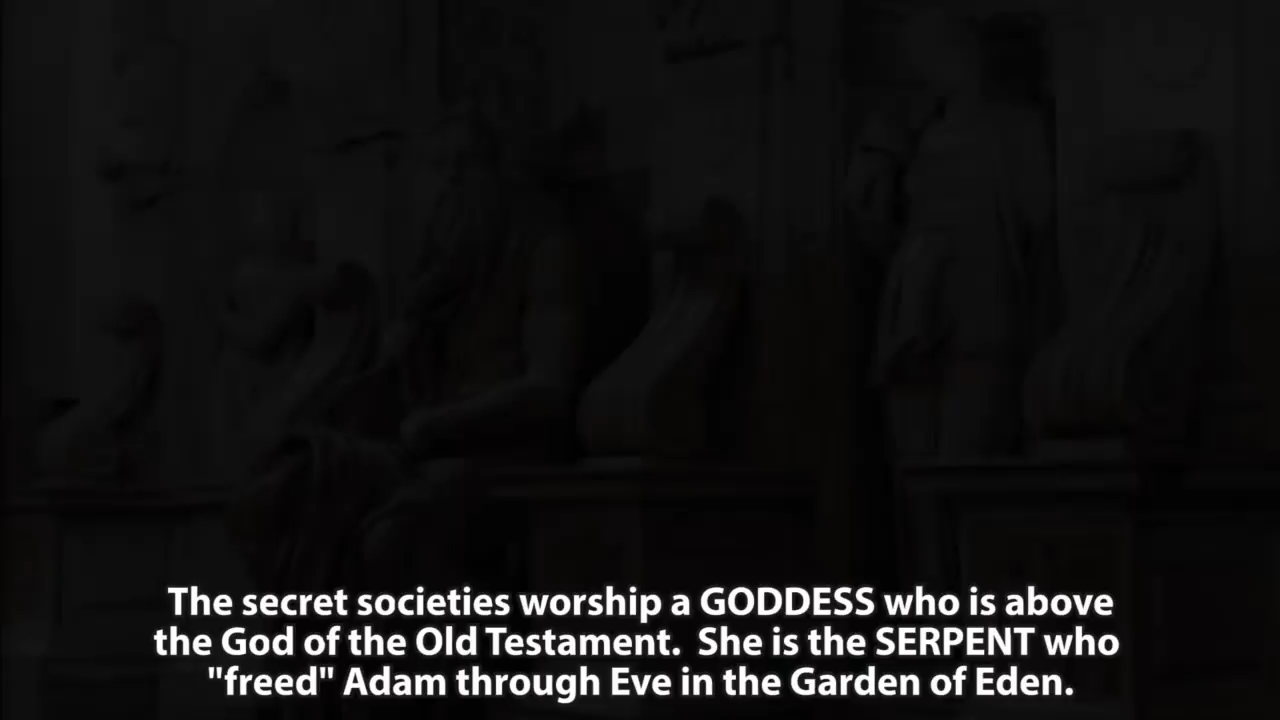 The secret societies worship a GODDESS who is above
the God of the Old Testament.  She is the SERPENT who
"freed" Adam through Eve in the Garden of Eden.